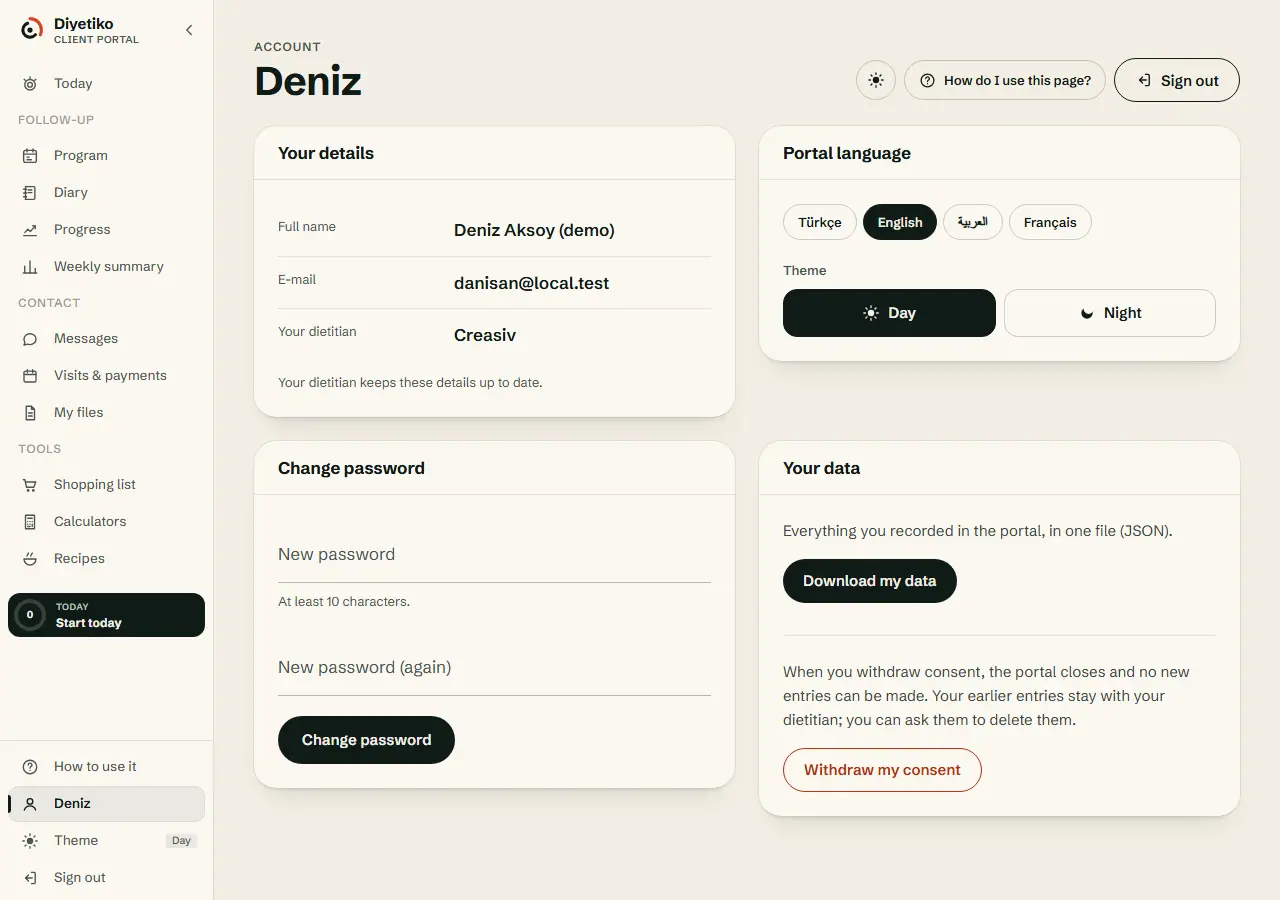 Diyetiko
CLIENT PORTAL
Today
FOLLOW-UP
Program
Diary
Progress
Weekly summary
CONTACT
Messages
Visits & payments
My files
TOOLS
Shopping list
Calculators
Recipes
0
TODAY
Start today
How to use it
Deniz
Theme
Day
Sign out
ACCOUNT
Deniz
How do I use this page?
Sign out
Your details
Full name
Deniz Aksoy (demo)
E-mail
danisan@local.test
Your dietitian
Creasiv
Your dietitian keeps these details up to date.
Portal language
Türkçe
English
العربية
Français
Theme
Day
Night
Change password
New password
At least 10 characters.
New password (again)
Change password
Your data
Everything you recorded in the portal, in one file (JSON).
Download my data
When you withdraw consent, the portal closes and no new
entries can be made. Your earlier entries stay with your
dietitian; you can ask them to delete them.
Withdraw my consent